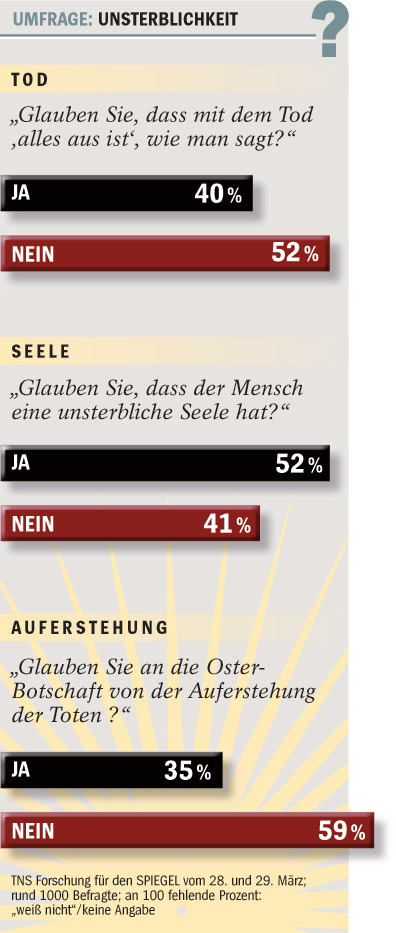 UMFRAGE: UNSTERBLICHKEIT ?
TOD
„Glauben Sie, dass mit dem Tod
‚alles aus ist‘, wie man sagt?“
JA 40 %
NEIN 52 %
SEELE
„Glauben Sie, dass der Mensch
eine unsterbliche Seele hat?“
JA 52 %
NEIN 41 %
AUFERSTEHUNG
„Glauben Sie an die Oster-
Botschaft von der Auferstehung
der Toten ?“
JA 35 %
NEIN 59 %
TNS Forschung für den SPIEGEL vom 28. und 29. März;
rund 1000 Befragte; an 100 fehlende Prozent:
„weiß nicht“/keine Angabe